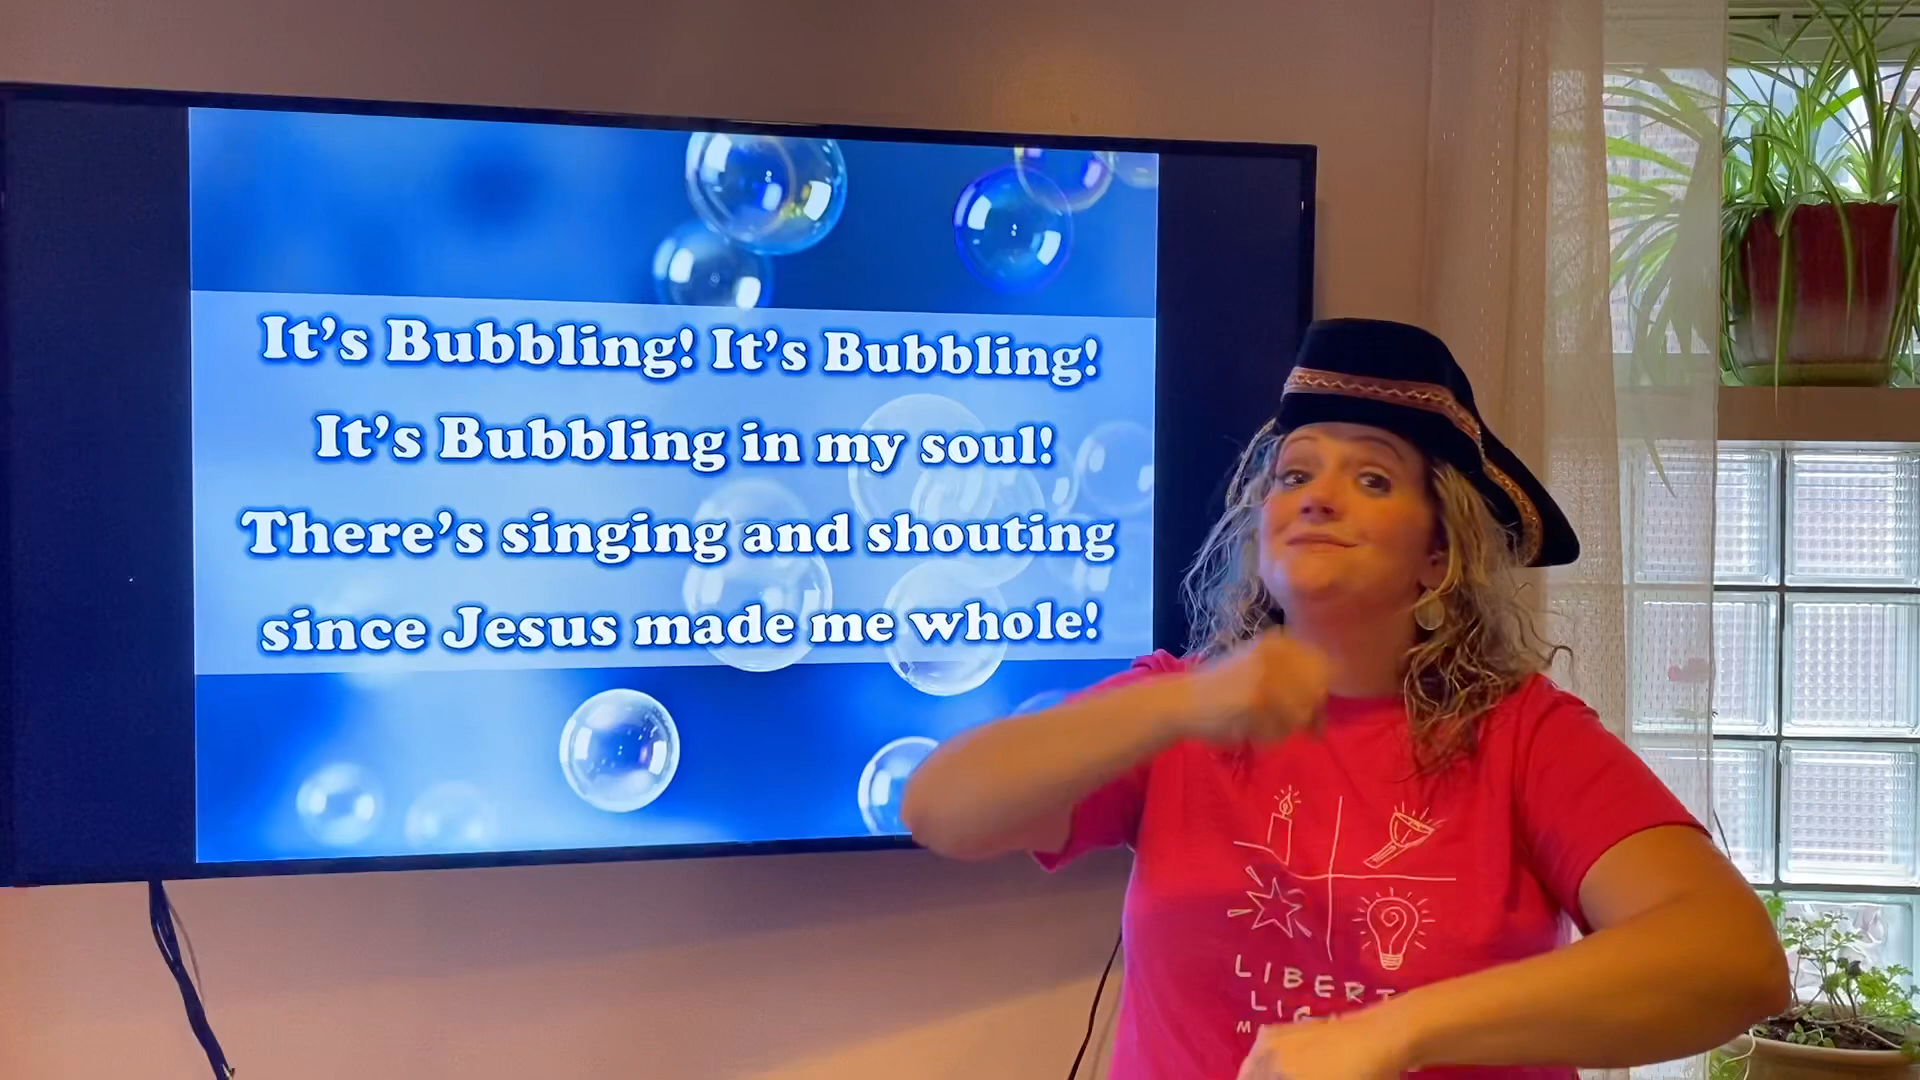 It's Bubbling! It's Bubbling!
It's Bubbling in my soul!
There's singing and shouting
since Jesus made me whole!